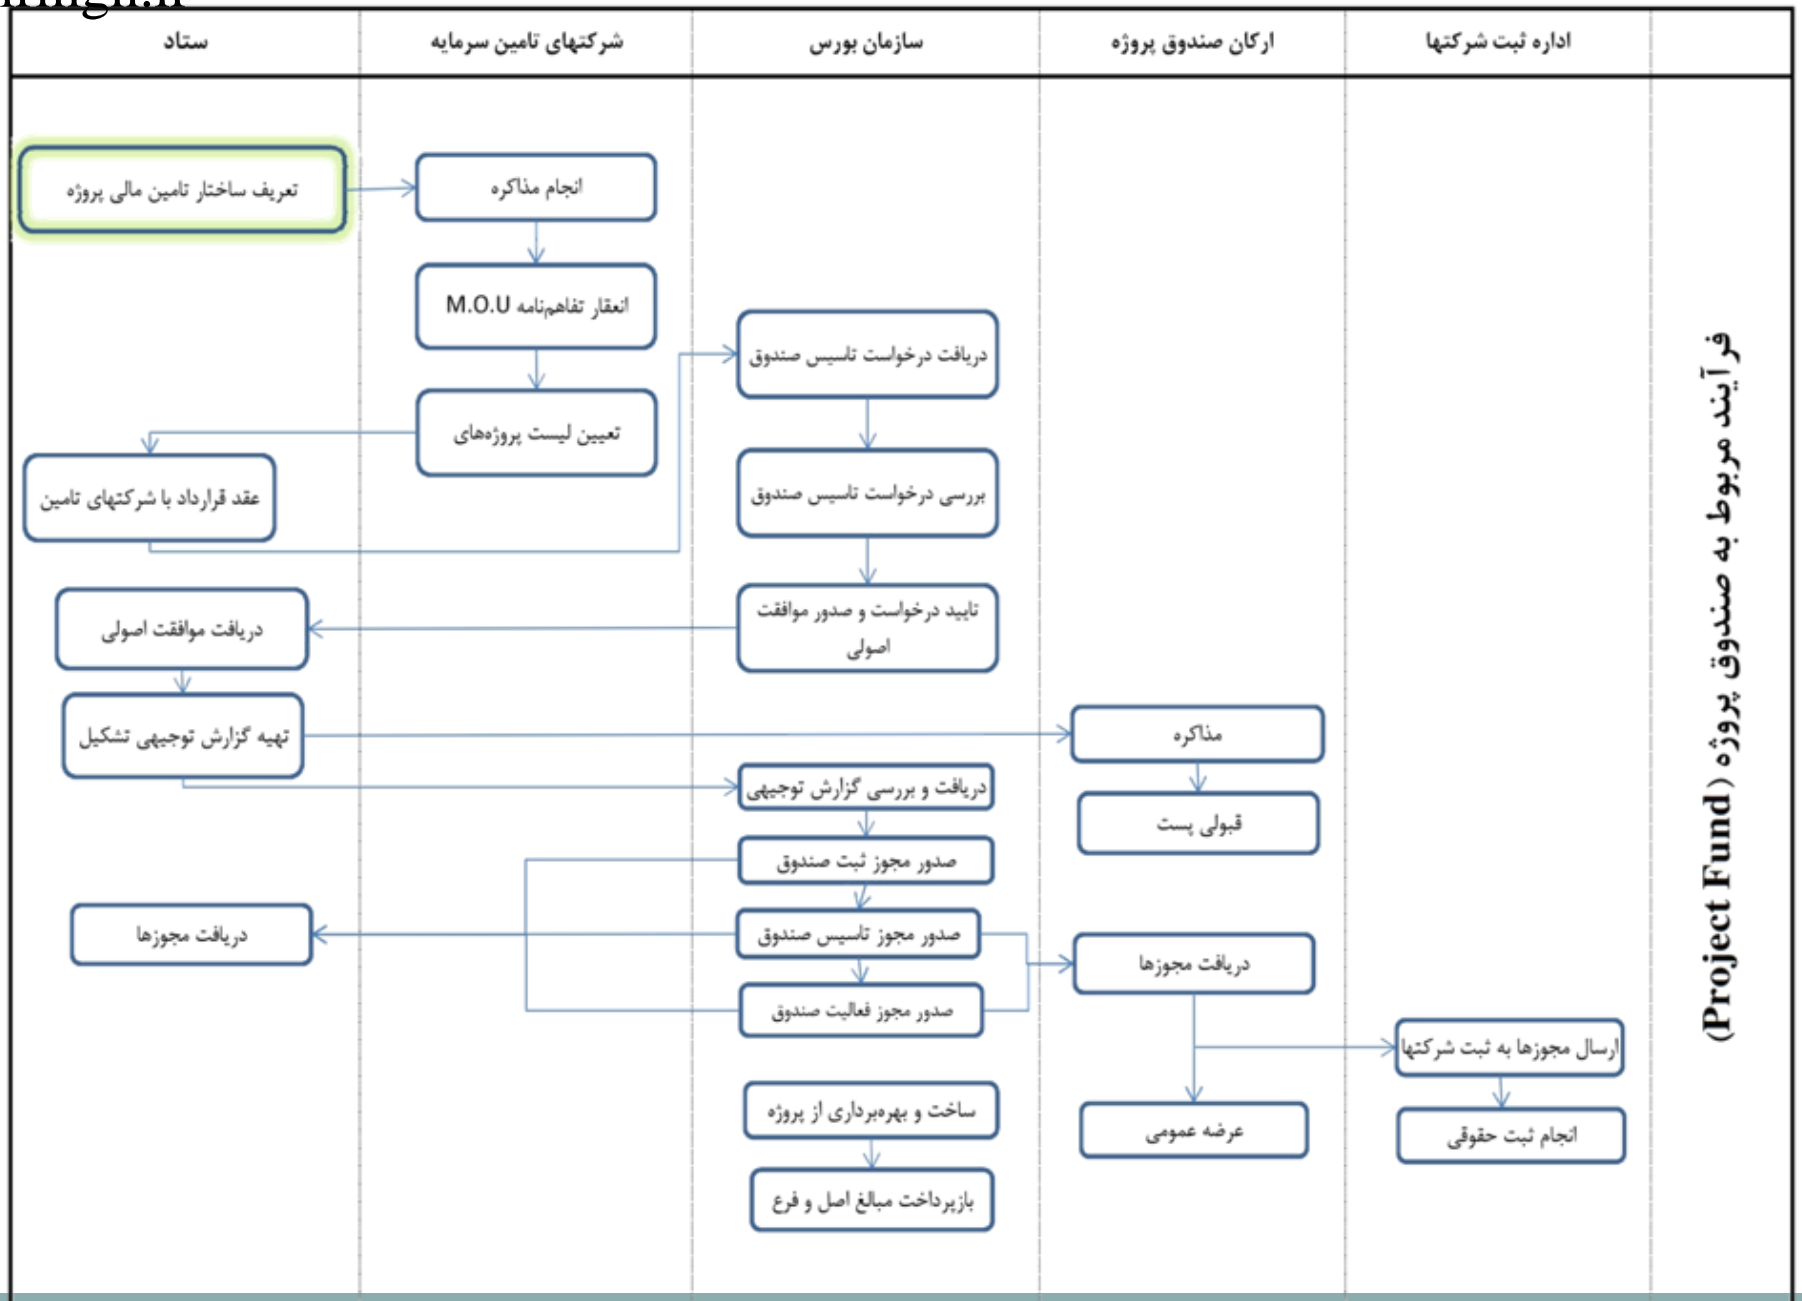 ستاد
شرکتهای تامین سرمایه
سازمان بورس
ارکان صندوق پروژه
اداره ثبت شرکتها
فرآیند مربوط به صندوق پروژه (Project Fund)
تعریف ساختار تامین مالی پروژه
انجام مذاکره
انعقار تفاهم‌نامه M.O.U
تعیین لیست پروژه‌های
عقد قرارداد با شرکتهای تامین
دریافت درخواست تاسیس صندوق
بررسی درخواست تاسیس صندوق
تایید درخواست و صدور موافقت
اصولی
دریافت موافقت اصولی
تهیه گزارش توجیهی تشکیل
مذاکره
قبولی پست
دریافت و بررسی گزارش توجیهی
صدور مجوز ثبت صندوق
صدور مجوز تاسیس صندوق
صدور مجوز فعالیت صندوق
دریافت مجوزها
دریافت مجوزها
ارسال مجوزها به ثبت شرکتها
انجام ثبت حقوقی
عرضه عمومی
ساخت و بهره‌برداری از پروژه
بازپرداخت مبالغ اصل و فرع